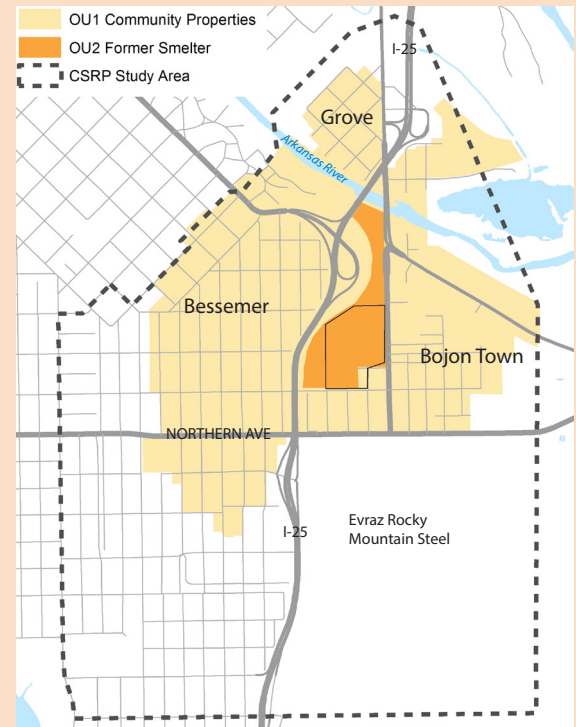 OU1 Community Properties
OU2 Former Smelter
CSRP Study Area
I-25
Grove
Arkansas River
Bessemer
Bojon Town
NORTHERN AVE
I-25
Evraz Rocky
Mountain Steel